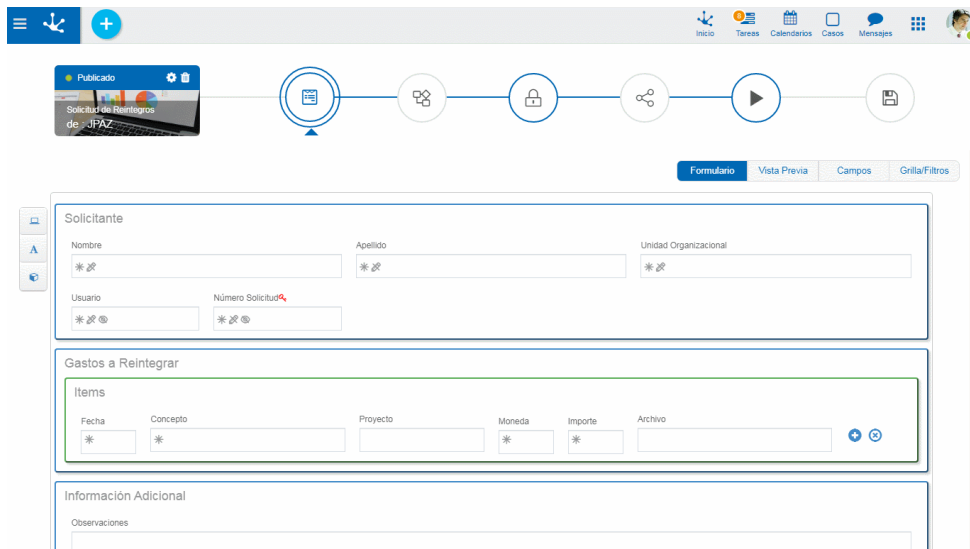 8
Inicio Tareas Calendarios Casos Mensajes
Publicado
Solicitud de Reintegros
de : JPAZ
Formulario Vista Previa Campos Grilla/Filtros
Solicitante
Nombre Apellido Unidad Organizacional
Usuario Número Solicitud
Gastos a Reintegrar
Items
Fecha Concepto Proyecto Moneda Importe Archivo
A
Información Adicional
Observaciones